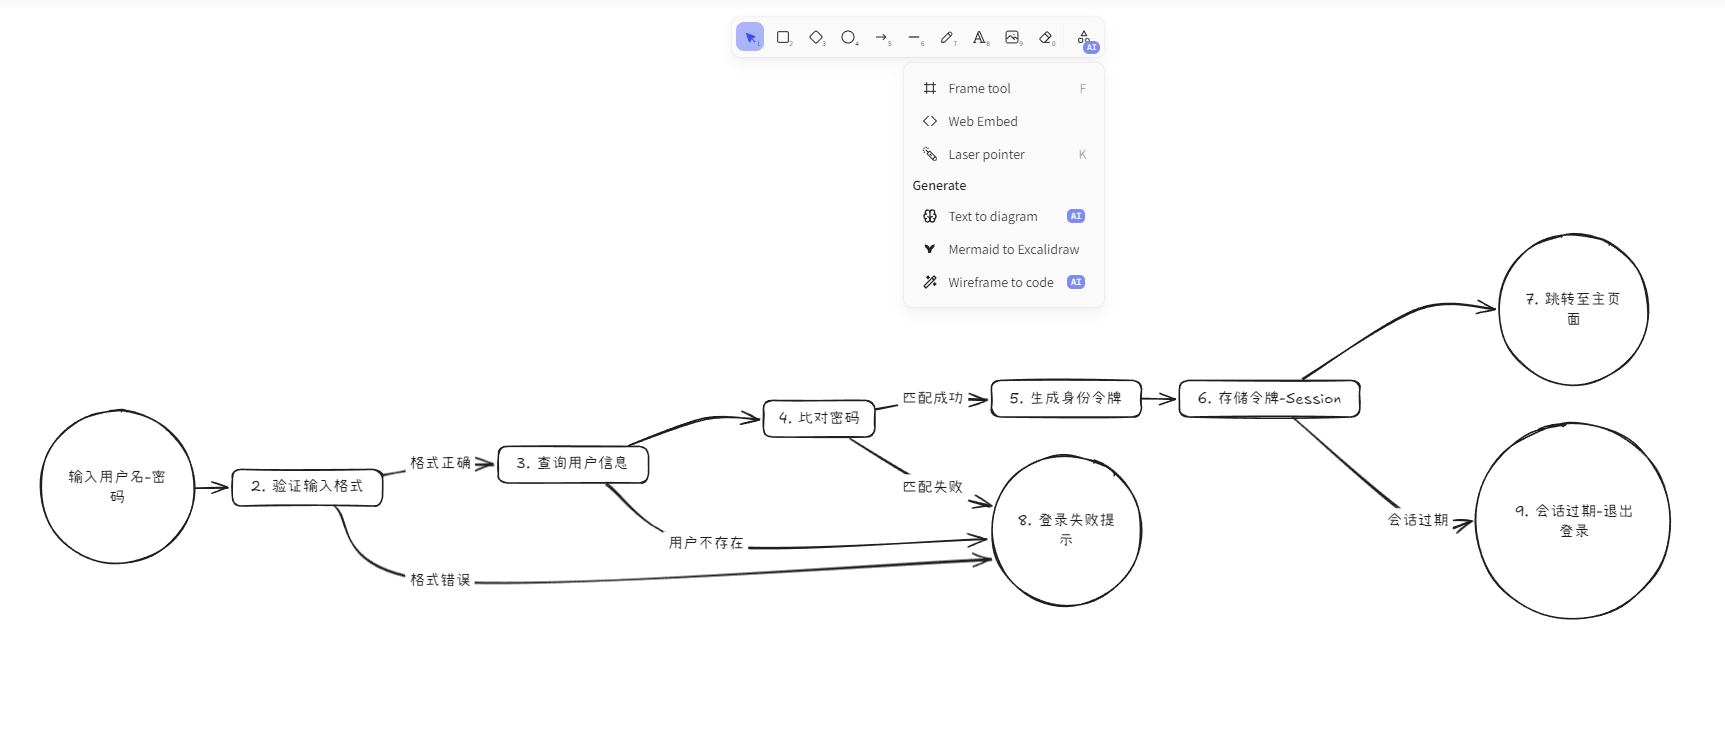 1
2
3
4
5
6
7
8
9
0
AI
Frame tool F
Web Embed
Laser pointer K
Generate
Text to diagram AI
Mermaid to Excalidraw
Wireframe to code AI
输入用户名-密
码
2. 验证输入格式
格式正确
格式错误
3. 查询用户信息
用户不存在
4. 比对密码
匹配成功
匹配失败
5. 生成身份令牌
8. 登录失败提
示
6. 存储令牌-Session
会话过期
7. 跳转至主页
面
9. 会话过期-退出
登录